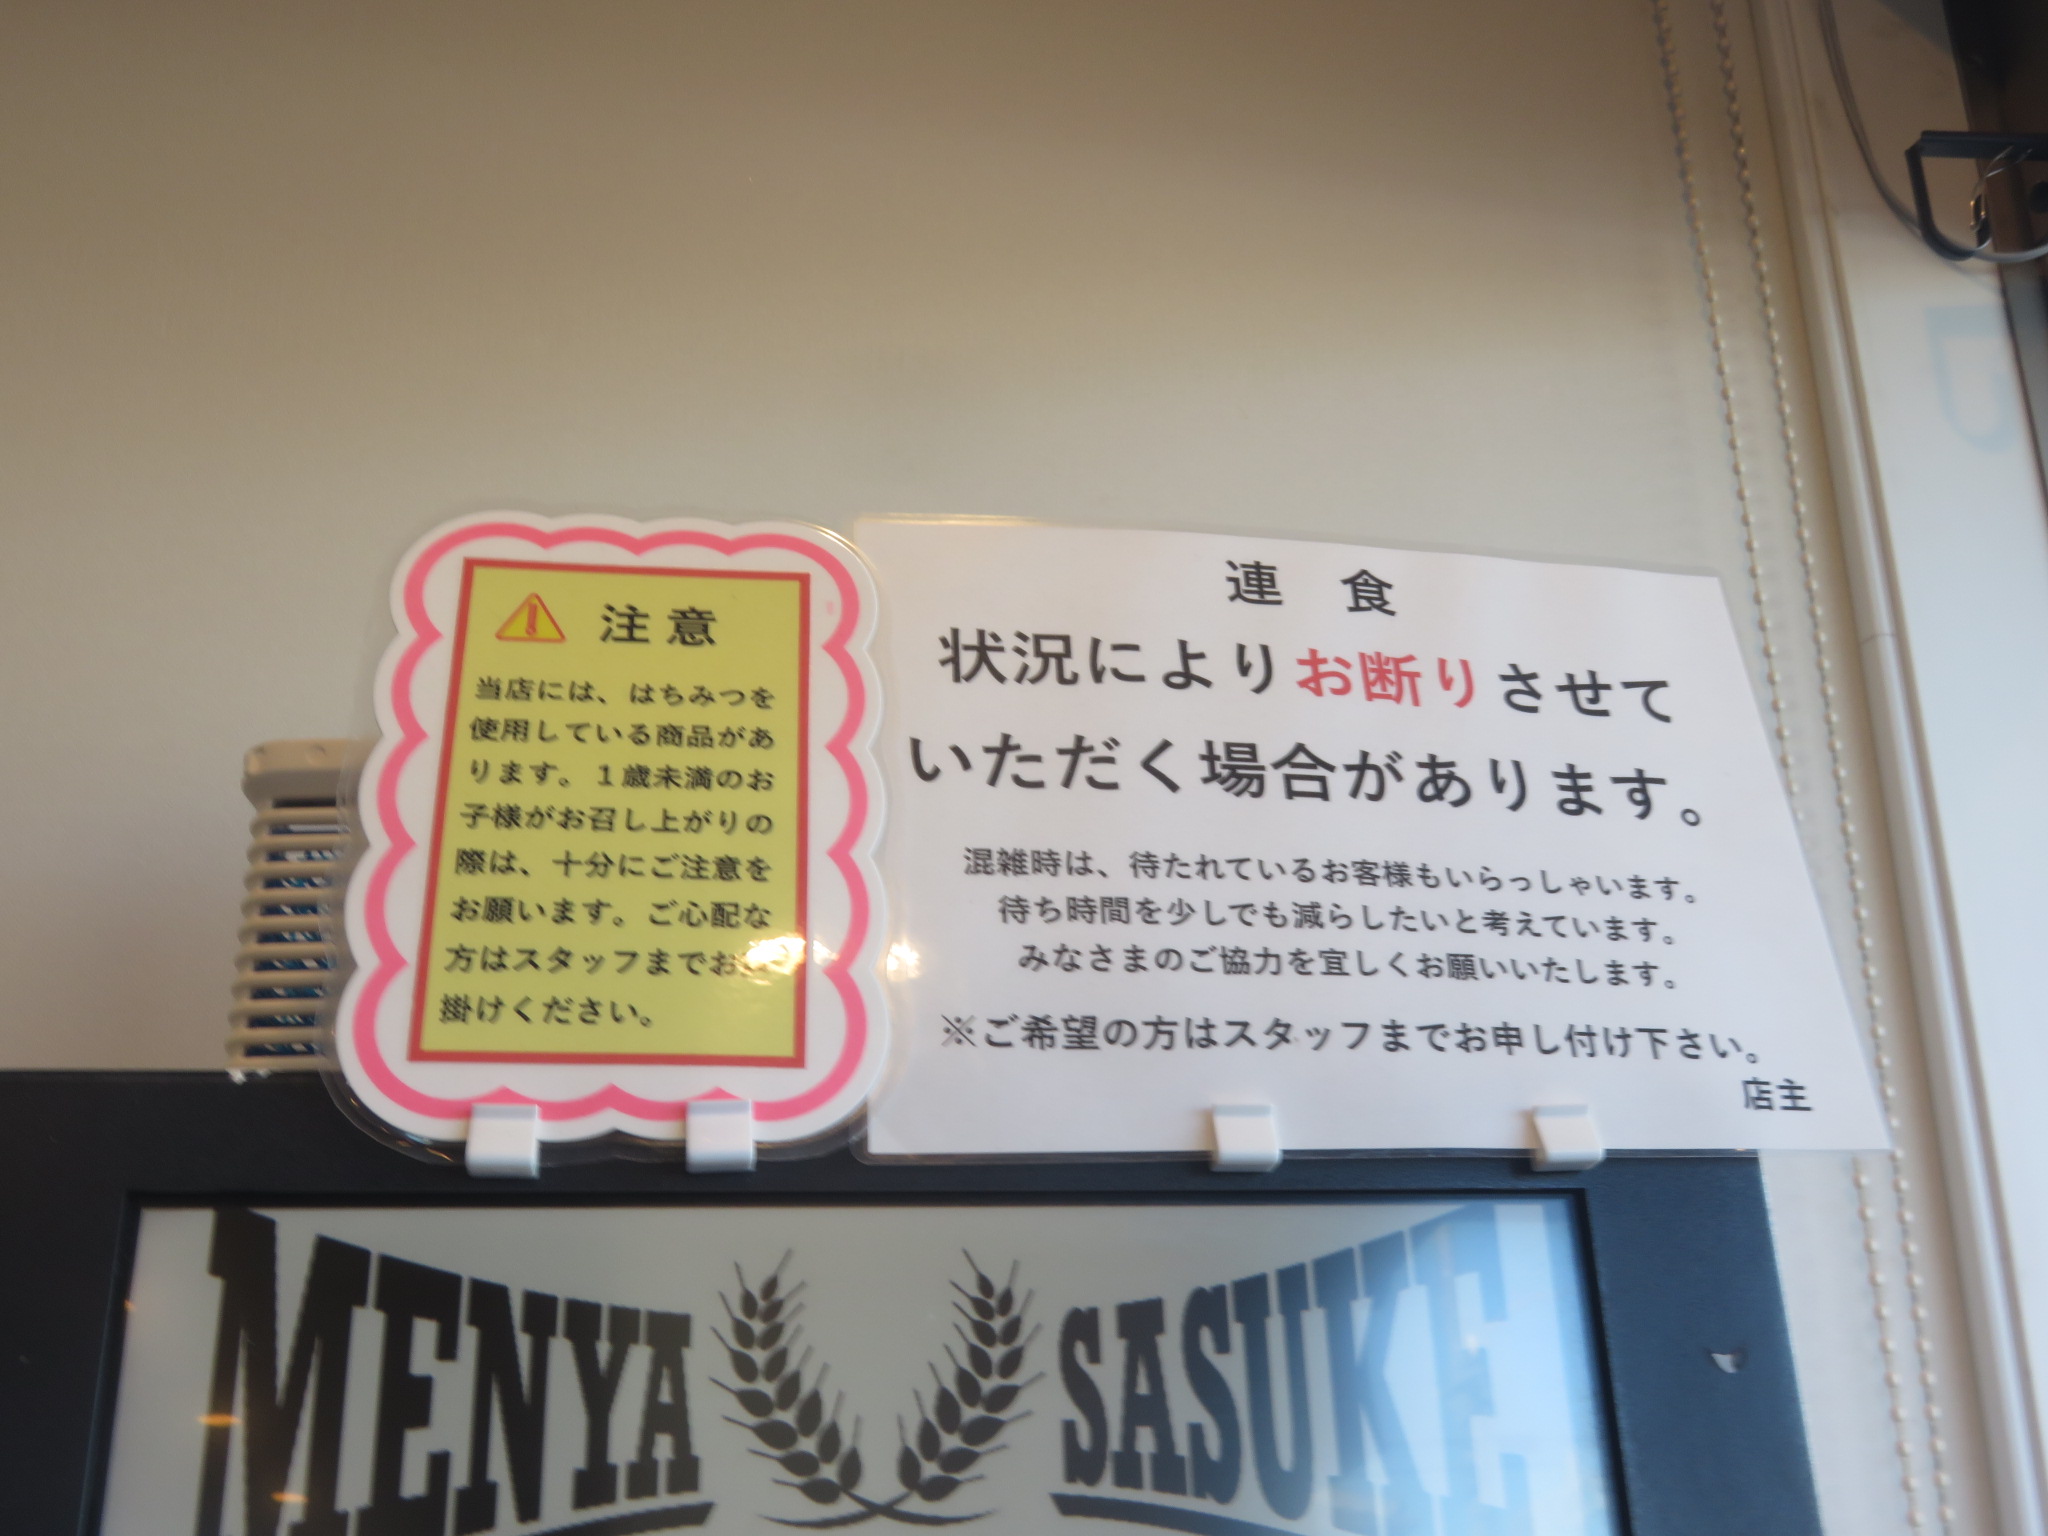 注意
当店には、はちみつを
使用している商品があ
ります。１歳未満のお
子様がお召し上がりの
際は、十分にご注意を
お願います。ご心配な
方はスタッフまでお
掛けください。
連 食
状況によりお断りさせて
いただく場合があります。
混雑時は、待たれているお客様もいらっしゃいます。
待ち時間を少しでも減らしたいと考えています。
みなさまのご協力を宜しくお願いいたします。
※ご希望の方はスタッフまでお申し付け下さい。
店主
MENYA SASUKE